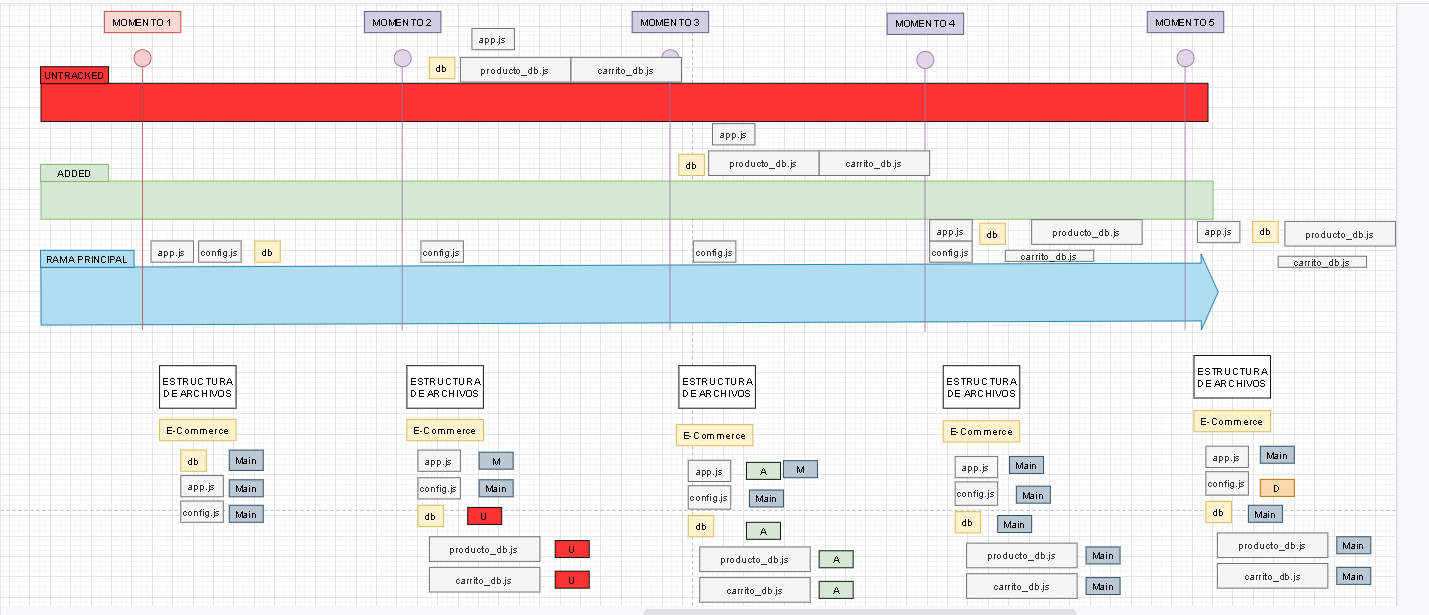 MOMENTO 1
MOMENTO 2
MOMENTO 3
MOMENTO 4
MOMENTO 5
app.js
db
producto_db.js
carrito_db.js
UNTRACKED
app.js
db
producto_db.js
carrito_db.js
ADDED
app.js
config.js
db
config.js
config.js
app.js
config.js
db
producto_db.js
carrito_db.js
app.js
db
producto_db.js
carrito_db.js
RAMA PRINCIPAL
ESTRUCTURA
DE ARCHIVOS
E-Commerce
db
Main
app.js
Main
config.js
Main
ESTRUCTURA
DE ARCHIVOS
E-Commerce
app.js
M
config.js
Main
db
U
producto_db.js
U
carrito_db.js
U
ESTRUCTURA
DE ARCHIVOS
E-Commerce
app.js
A
M
config.js
Main
db
A
producto_db.js
A
carrito_db.js
A
ESTRUCTURA
DE ARCHIVOS
E-Commerce
app.js
Main
config.js
Main
db
Main
producto_db.js
Main
carrito_db.js
Main
ESTRUCTURA
DE ARCHIVOS
E-Commerce
app.js
Main
config.js
D
db
Main
producto_db.js
Main
carrito_db.js
Main